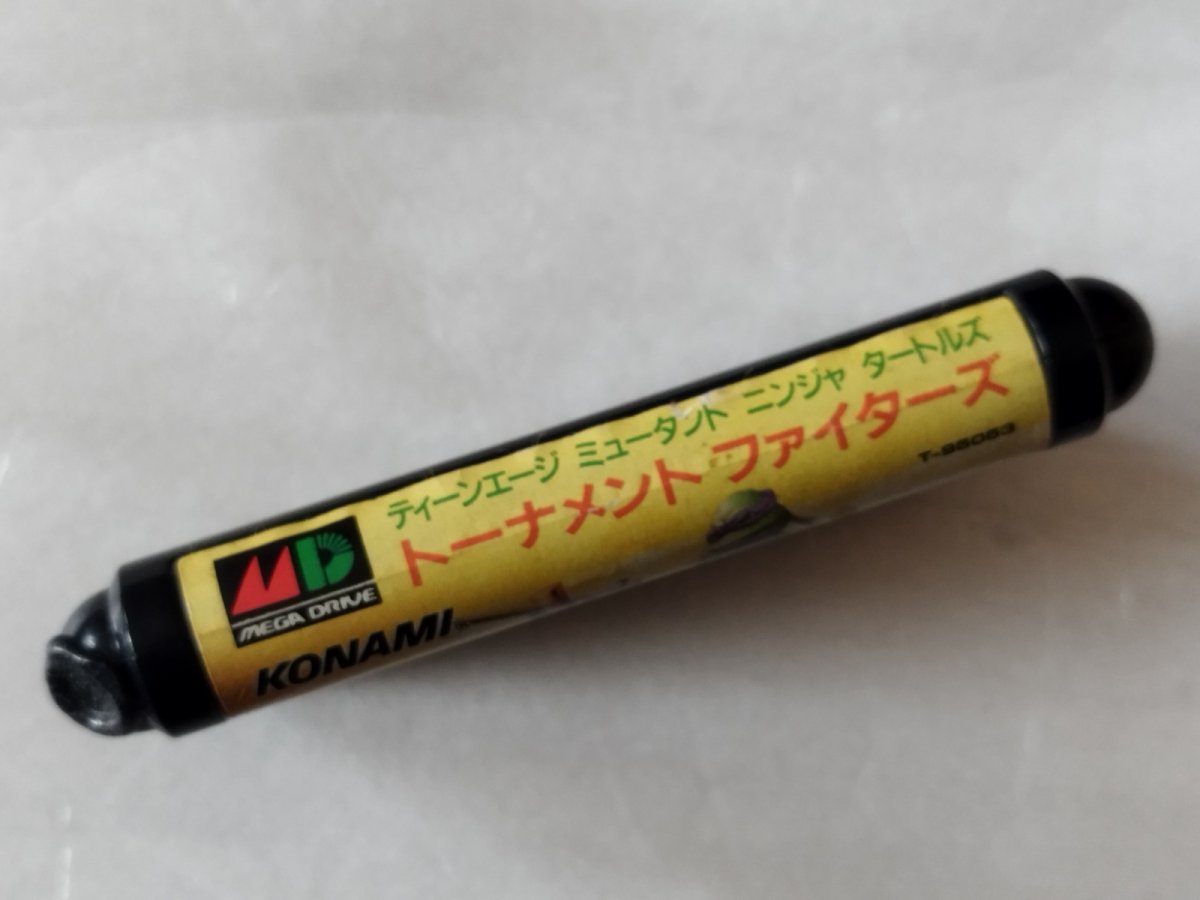 ティーンエージ ミュータント ニンジャ タートルズ
トーナメント ファイターズ
T-95053
MD
MEGA DRIVE
KONAMI